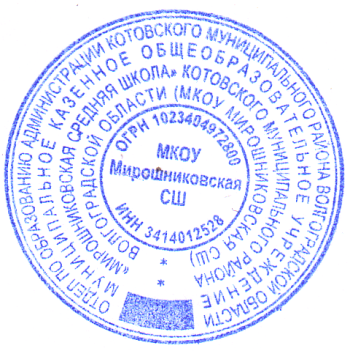 ОТДЕЛ ПО ОБРАЗОВАНИЮ АДМИНИСТРАЦИИ КОТОВСКОГО МУНИЦИПАЛЬНОГО РАЙОНА ВОЛГОГРАДСКОЙ ОБЛАСТИ
МУНИЦИПАЛЬНОЕ КАЗЕННОЕ ОБЩЕОБРАЗОВАТЕЛЬНОЕ УЧРЕЖДЕНИЕ
«МИРОШНИКОВСКАЯ СРЕДНЯЯ ШКОЛА» КОТОВСКОГО МУНИЦИПАЛЬНОГО РАЙОНА
ВОЛГОГРАДСКОЙ ОБЛАСТИ (МКОУ МИРОШНИКОВСКАЯ СШ)
ОГРН 1023404972809
МКОУ
Мирошниковская
СШ
ИНН 3414012528